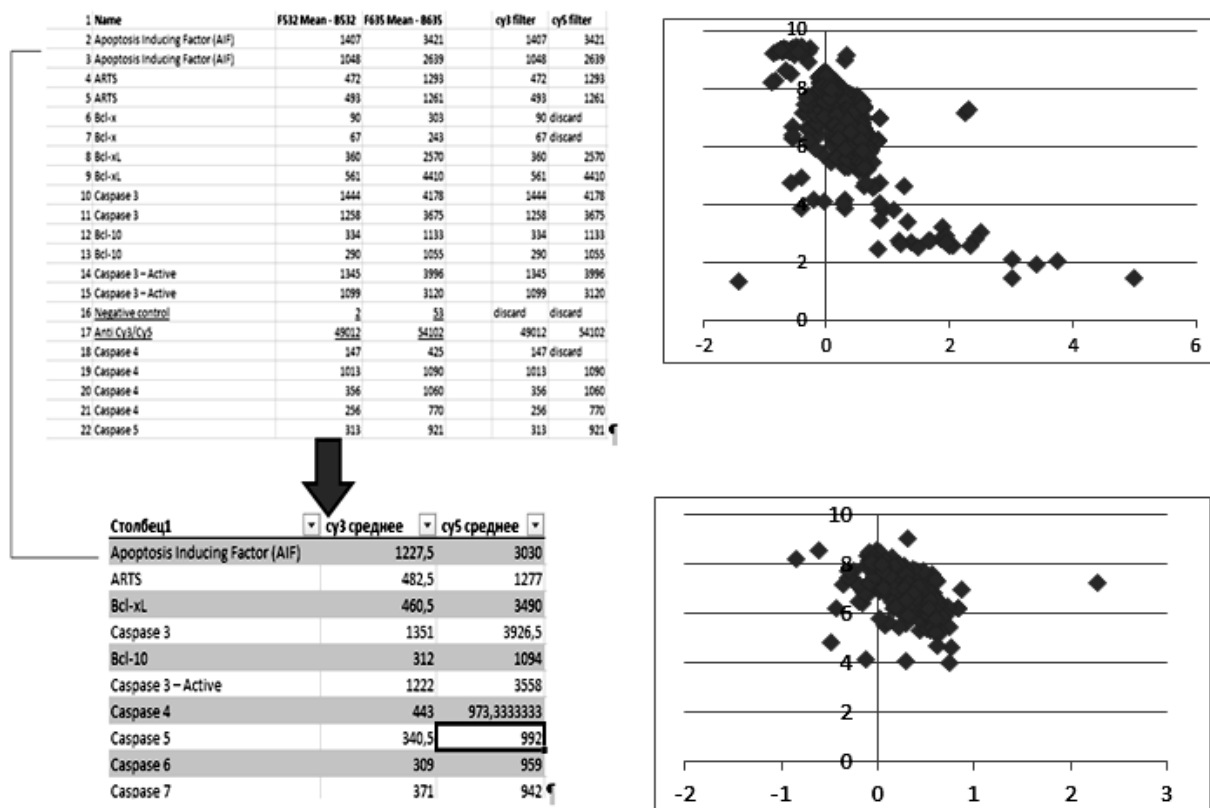 1 Name F532 Mean - B532 F635 Mean - B635 cy3 filter cy5 filter
2 Apoptosis Inducing Factor (AIF) 1407 3421 1407 3421
3 Apoptosis Inducing Factor (AIF) 1048 2639 1048 2639
4 ARTS 472 1293 472 1293
5 ARTS 493 1261 493 1261
6 Bcl-x 90 303 90 discard
7 Bcl-x 67 243 67 discard
8 Bcl-xL 360 2570 360 2570
9 Bcl-xL 561 4410 561 4410
10 Caspase 3 1444 4178 1444 4178
11 Caspase 3 1258 3675 1258 3675
12 Bcl-10 334 1133 334 1133
13 Bcl-10 290 1055 290 1055
14 Caspase 3 – Active 1345 3996 1345 3996
15 Caspase 3 – Active 1099 3120 1099 3120
16 Negative control 2 53 discard discard
17 Anti Cy3/Cy5 49012 54102 49012 54102
18 Caspase 4 147 425 147 discard
19 Caspase 4 1013 1090 1013 1090
20 Caspase 4 356 1060 356 1060
21 Caspase 4 256 770 256 770
22 Caspase 5 313 921 313 921 ¶
Столбец1 cy3 среднее cy5 среднее
Apoptosis Inducing Factor (AIF) 1227,5 3030
ARTS 482,5 1277
Bcl-xL 460,5 3490
Caspase 3 1351 3926,5
Bcl-10 312 1094
Caspase 3 – Active 1222 3558
Caspase 4 443 973,3333333
Caspase 5 340,5 992
Caspase 6 309 959
Caspase 7 371 942 ¶
10
8
6
4
2
0
-2 0 2 4 6
10
8
6
4
2
0
-2 -1 0 1 2 3